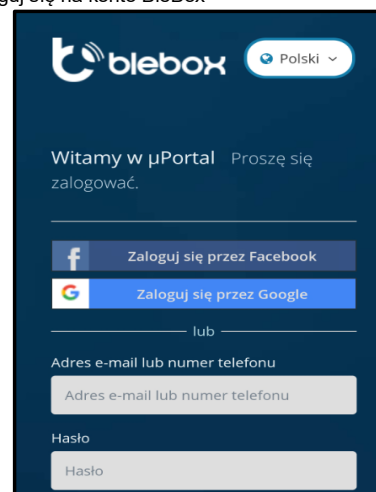 się na konto BleBox
blebox
Polski
Witamy w µPortal Proszę się
zalogować.
Zaloguj się przez Facebook
Zaloguj się przez Google
lub
Adres e-mail lub numer telefonu
Adres e-mail lub numer telefonu
Hasło
Hasło